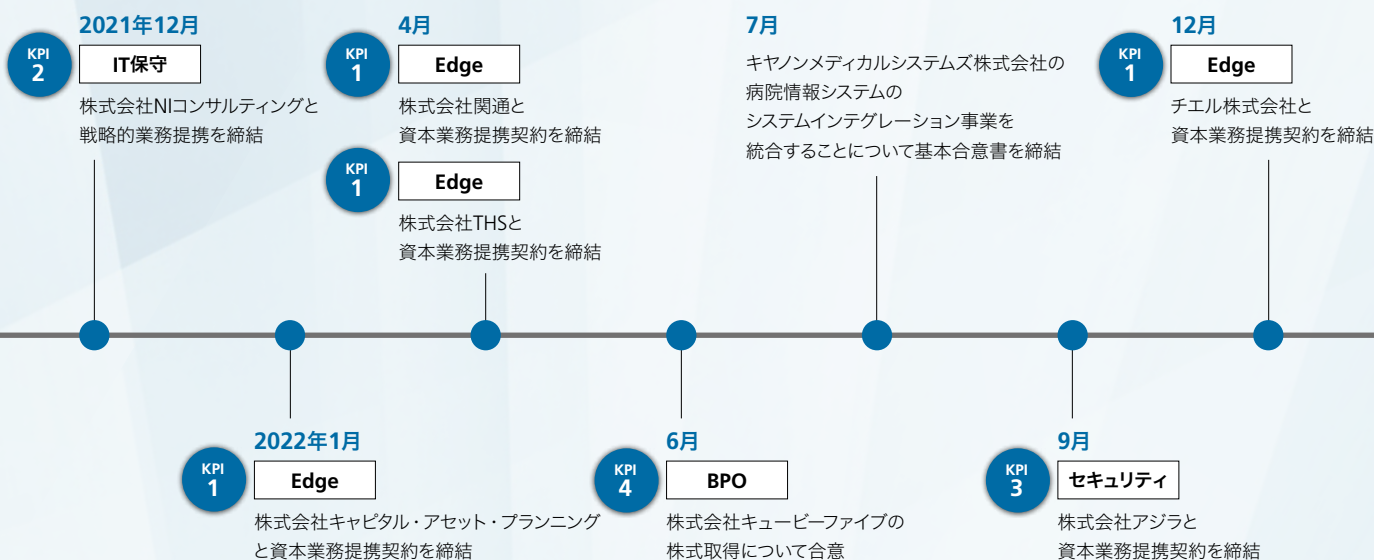 2021年12月
KPI
2
IT保守
株式会社NIコンサルティングと
戦略的業務提携を締結
4月
KPI
1
Edge
株式会社関通と
資本業務提携契約を締結
KPI
1
Edge
株式会社THSと
資本業務提携契約を締結
7月
キヤノンメディカルシステムズ株式会社の
病院情報システムの
システムインテグレーション事業を
統合することについて基本合意書を締結
12月
KPI
1
Edge
チエル株式会社と
資本業務提携契約を締結
2022年1月
KPI
1
Edge
株式会社キャピタル・アセット・プランニング
と資本業務提携契約を締結
6月
KPI
4
BPO
株式会社キュービーファイブの
株式取得について合意
9月
KPI
3
セキュリティ
株式会社アジラと
資本業務提携契約を締結